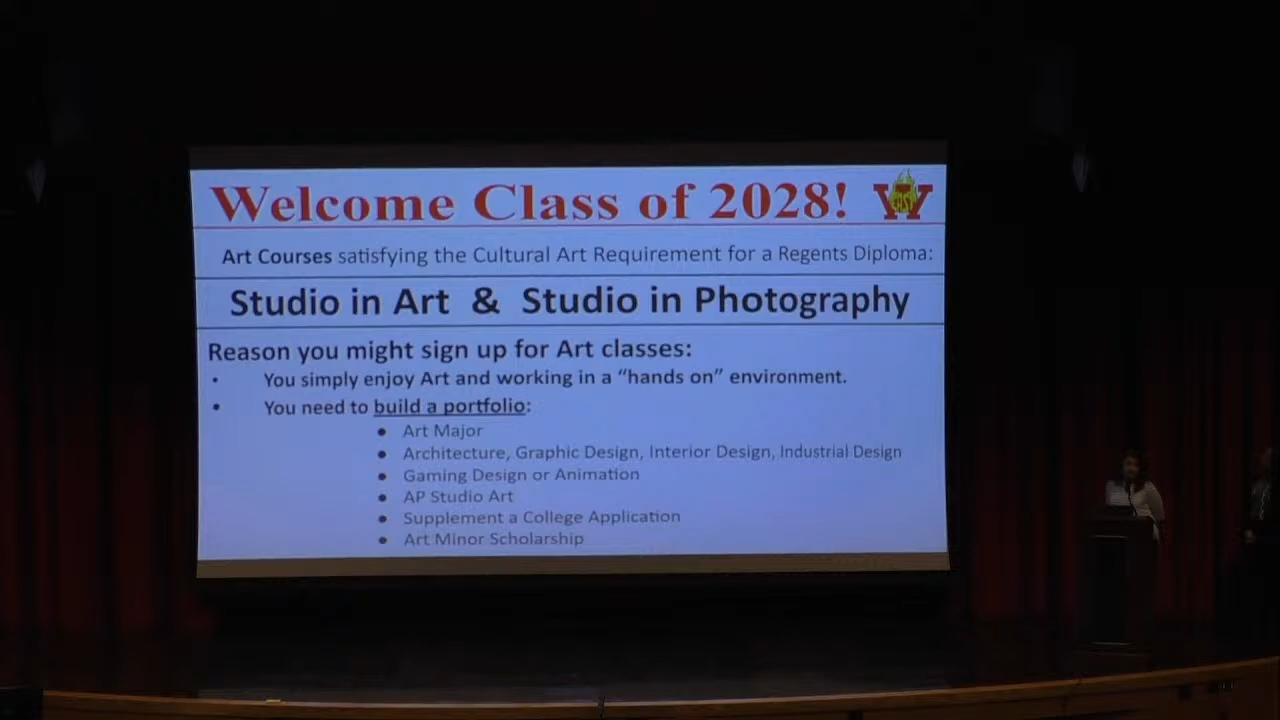 Welcome Class of 2028! W EAST
Art Courses satisfying the Cultural Art Requirement for a Regents Diploma:
Studio in Art & Studio in Photography
Reason you might sign up for Art classes:
• You simply enjoy Art and working in a “hands on” environment.
• You need to build a portfolio:
● Art Major
● Architecture, Graphic Design, Interior Design, Industrial Design
● Gaming Design or Animation
● AP Studio Art
● Supplement a College Application
● Art Minor Scholarship